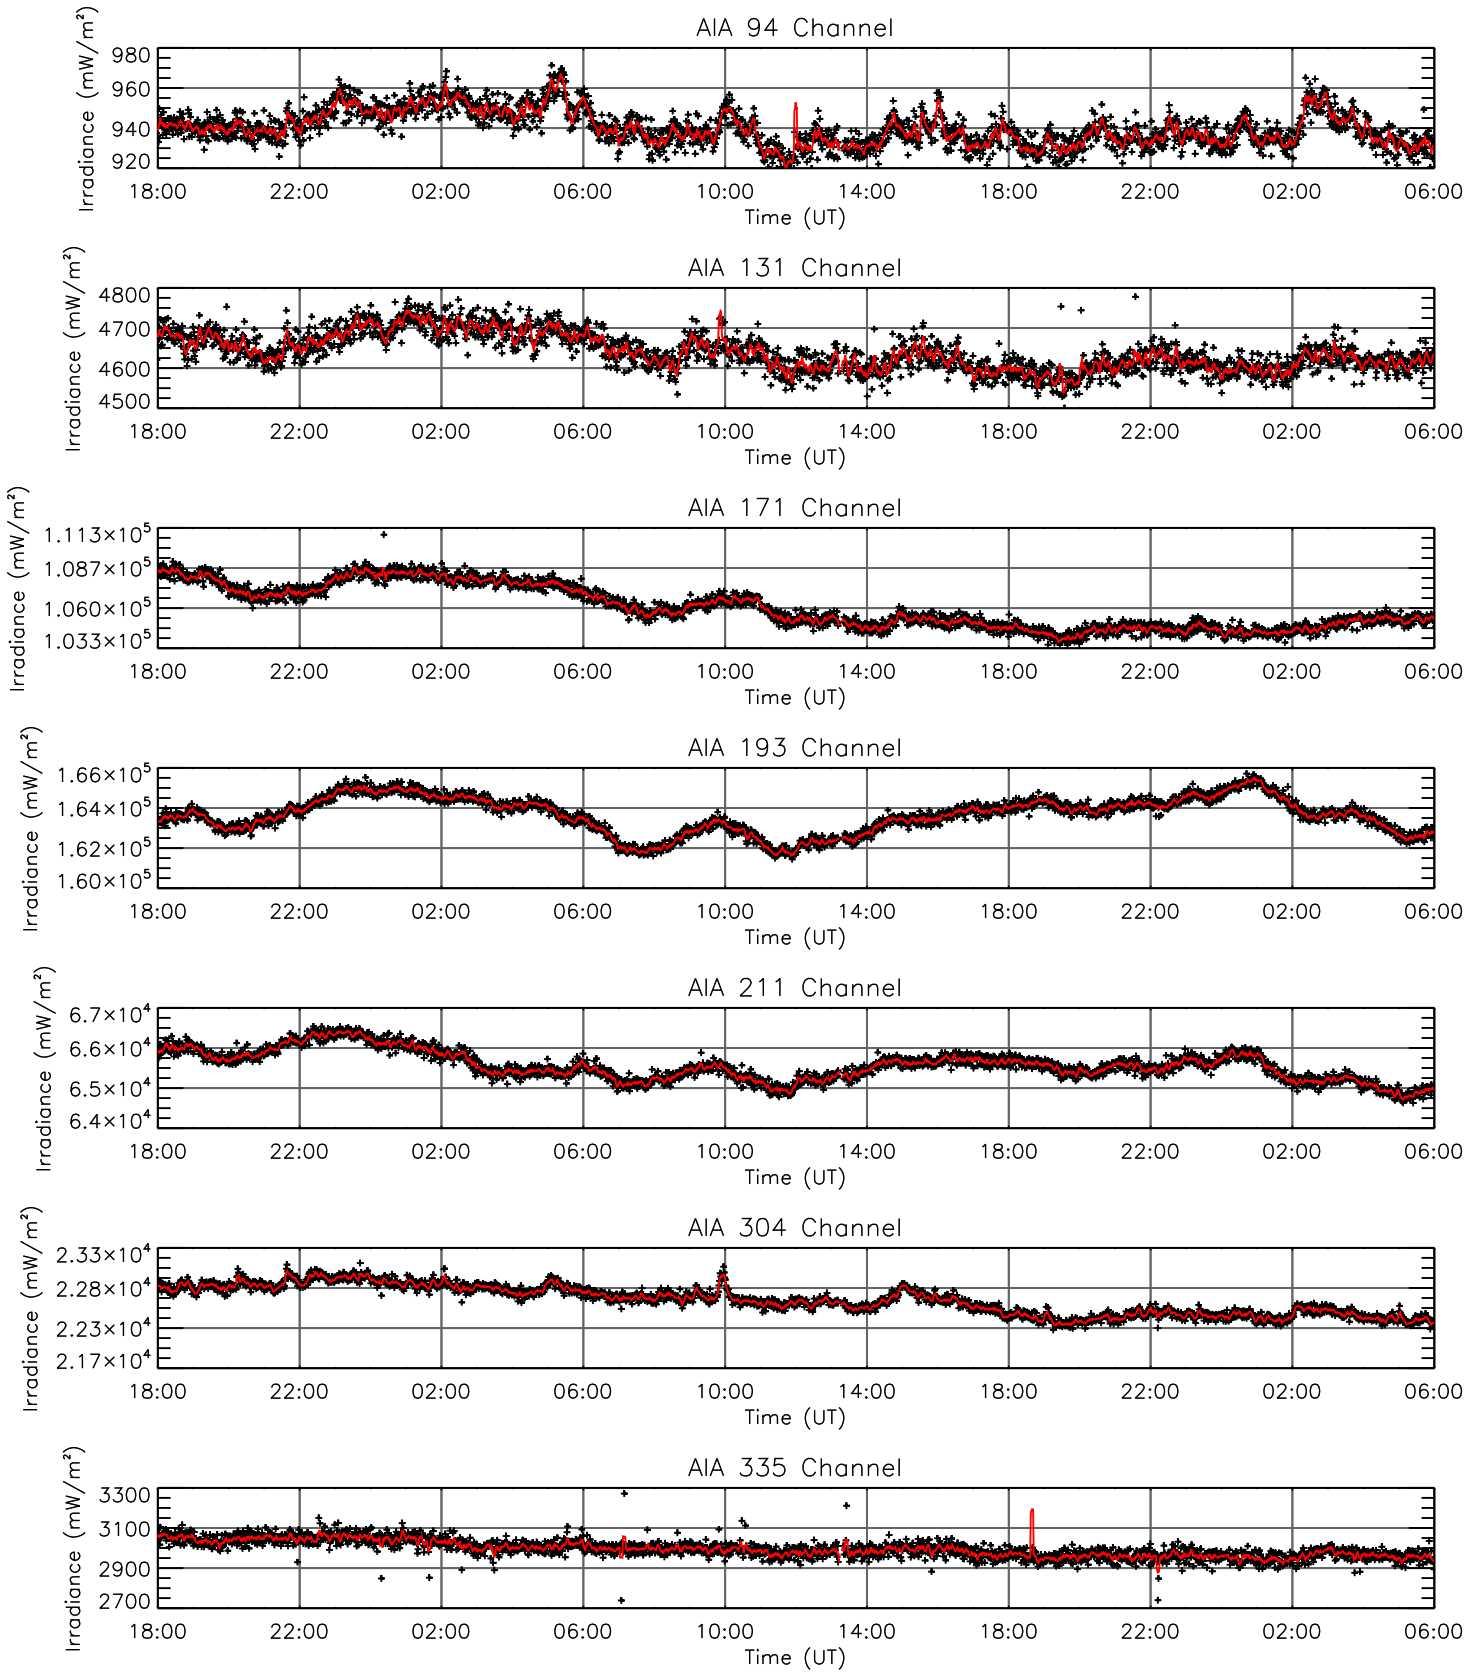 AIA 94 Channel
Irradiance (mW/m²)
980
960
940
920
18:00 22:00 02:00 06:00 10:00 14:00 18:00 22:00 02:00 06:00
Time (UT)
AIA 131 Channel
Irradiance (mW/m²)
4800
4700
4600
4500
18:00 22:00 02:00 06:00 10:00 14:00 18:00 22:00 02:00 06:00
Time (UT)
AIA 171 Channel
Irradiance (mW/m²)
1.113×10⁵
1.087×10⁵
1.060×10⁵
1.033×10⁵
18:00 22:00 02:00 06:00 10:00 14:00 18:00 22:00 02:00 06:00
Time (UT)
AIA 193 Channel
Irradiance (mW/m²)
1.66×10⁵
1.64×10⁵
1.62×10⁵
1.60×10⁵
18:00 22:00 02:00 06:00 10:00 14:00 18:00 22:00 02:00 06:00
Time (UT)
AIA 211 Channel
Irradiance (mW/m²)
6.7×10⁴
6.6×10⁴
6.5×10⁴
6.4×10⁴
18:00 22:00 02:00 06:00 10:00 14:00 18:00 22:00 02:00 06:00
Time (UT)
AIA 304 Channel
Irradiance (mW/m²)
2.33×10⁴
2.28×10⁴
2.23×10⁴
2.17×10⁴
18:00 22:00 02:00 06:00 10:00 14:00 18:00 22:00 02:00 06:00
Time (UT)
AIA 335 Channel
Irradiance (mW/m²)
3300
3100
2900
2700
18:00 22:00 02:00 06:00 10:00 14:00 18:00 22:00 02:00 06:00
Time (UT)